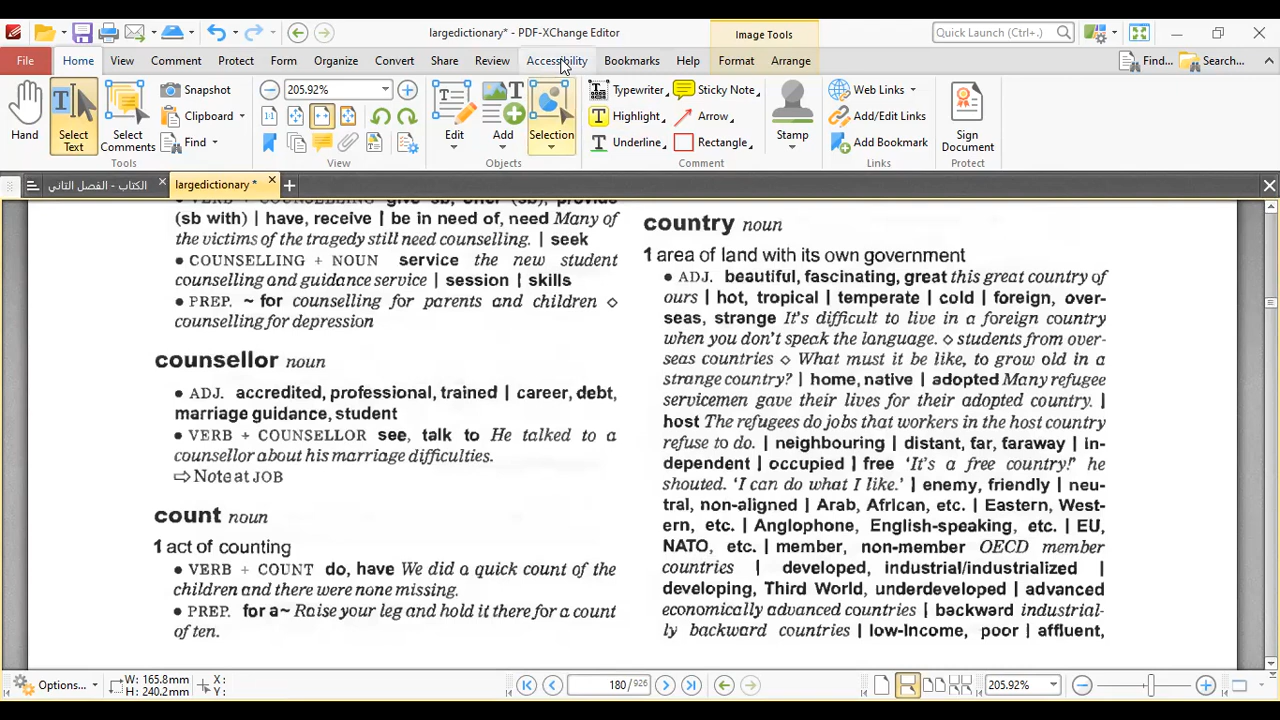 largedictionary* - PDF-XChange Editor
Image Tools
Quick Launch (Ctrl+.)
File Home View Comment Protect Form Organize Convert Share Review Accessibility Bookmarks Help Format Arrange Find... Search...
Hand
Select Text
Select Comments
Snapshot
Clipboard
Find
Tools
205.92%
View
Edit
Add
Selection
Objects
Typewriter
Highlight
Underline
Sticky Note
Arrow
Rectangle
Comment
Stamp
Web Links
Add/Edit Links
Add Bookmark
Links
Sign Document
Protect
الكتاب - الفصل الثاني
largedictionary *
VERB + COUNSELLING give sb, offer (sb), provide
(sb with) | have, receive | be in need of, need Many of
the victims of the tragedy still need counselling. | seek
• COUNSELLING + NOUN service the new student
counselling and guidance service | session | skills
• PREP. ~ for counselling for parents and children ◇
counselling for depression
counsellor noun
• ADJ. accredited, professional, trained | career, debt,
marriage guidance, student
• VERB + COUNSELLOR see, talk to He talked to a
counsellor about his marriage difficulties.
⇨ Note at JOB
count noun
1 act of counting
• VERB + COUNT do, have We did a quick count of the
children and there were none missing.
• PREP. for a ~ Raise your leg and hold it there for a count
of ten.
country noun
1 area of land with its own government
• ADJ. beautiful, fascinating, great this great country of
ours | hot, tropical | temperate | cold | foreign, over-
seas, strange It's difficult to live in a foreign country
when you don't speak the language. ◇ students from over-
seas countries ◇ What must it be like, to grow old in a
strange country? | home, native | adopted Many refugee
servicemen gave their lives for their adopted country. |
host The refugees do jobs that workers in the host country
refuse to do. | neighbouring | distant, far, faraway | in-
dependent | occupied | free 'It's a free country!' he
shouted. 'I can do what I like.' | enemy, friendly | neu-
tral, non-aligned | Arab, African, etc. | Eastern, West-
ern, etc. | Anglophone, English-speaking, etc. | EU,
NATO, etc. | member, non-member OECD member
countries | developed, industrial/industrialized |
developing, Third World, underdeveloped | advanced
economically advanced countries | backward industrial-
ly backward countries | low-income, poor | affluent,
Options...
W: 165.8mm
H: 240.2mm
X:
Y:
180 / 926
205.92%